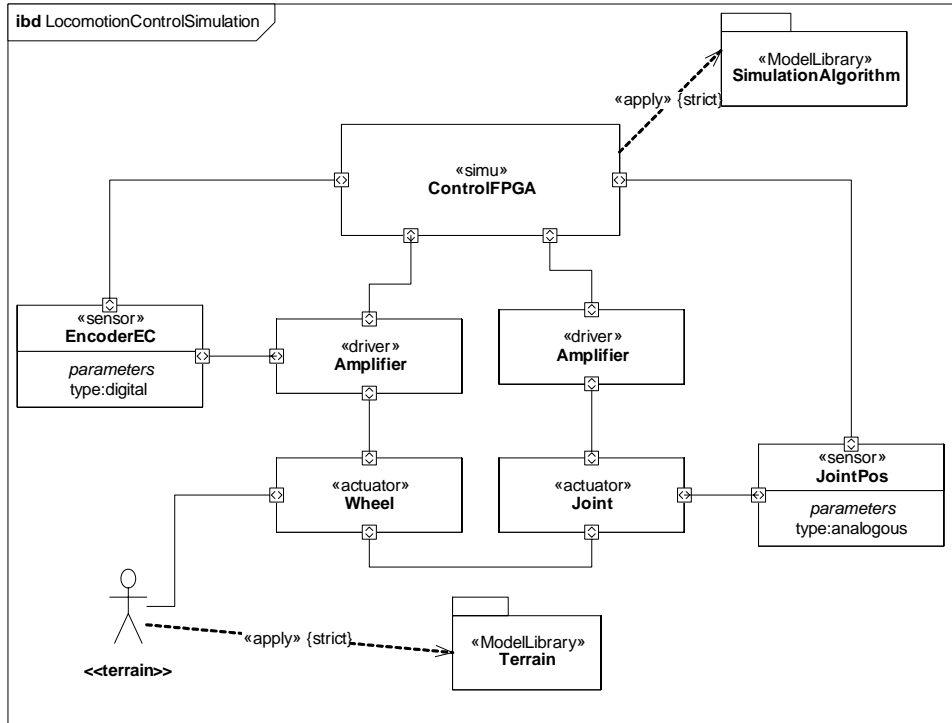 ibd LocomotionControlSimulation
«ModelLibrary»
SimulationAlgorithm
«apply» {strict}
«simu»
ControlFPGA
«sensor»
EncoderEC
parameters
type:digital
«driver»
Amplifier
«driver»
Amplifier
«actuator»
Wheel
«actuator»
Joint
«sensor»
JointPos
parameters
type:analogous
«apply» {strict}
«ModelLibrary»
Terrain
<<terrain>>